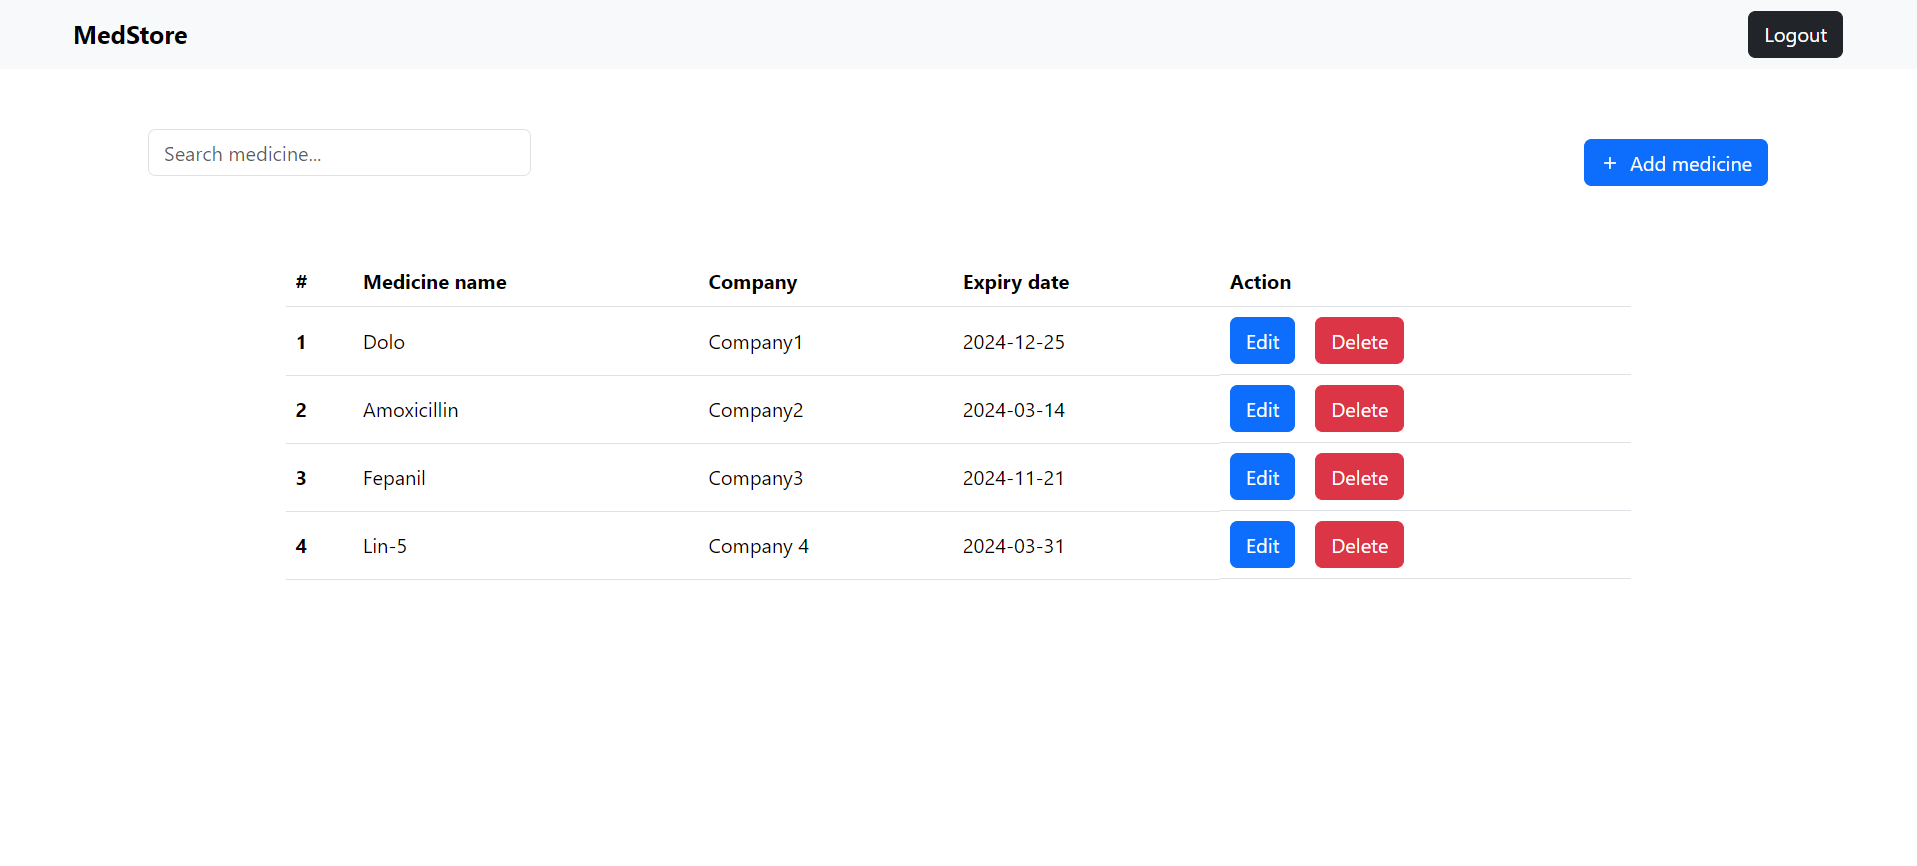 MedStore Logout
Search medicine...
+ Add medicine
# Medicine name Company Expiry date Action
1 Dolo Company1 2024-12-25 Edit Delete
2 Amoxicillin Company2 2024-03-14 Edit Delete
3 Fepanil Company3 2024-11-21 Edit Delete
4 Lin-5 Company 4 2024-03-31 Edit Delete